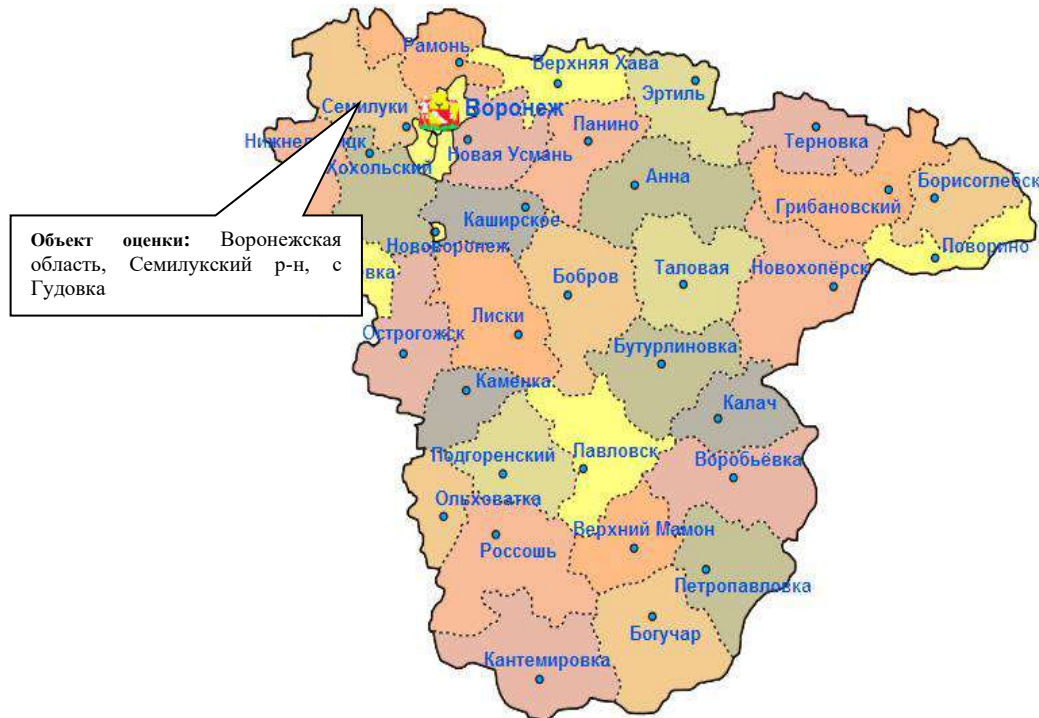 Рамонь
Верхняя Хава
Эртиль
Семилуки
Воронеж
Панино
Терновка
Хохольский
Новая Усмань
Анна
Борисоглебск
Грибановский
Каширское
Объект оценки: Воронежская
область, Семилукский р-н, с
Гудовка
Нововоронеж
Поворино
Бобров
Таловая
Новохопёрск
Лиски
Острогожск
Бутурлиновка
Каменка
Калач
Подгоренский
Павловск
Воробьёвка
Ольховатка
Россошь
Верхний Мамон
Петропавловка
Богучар
Кантемировка